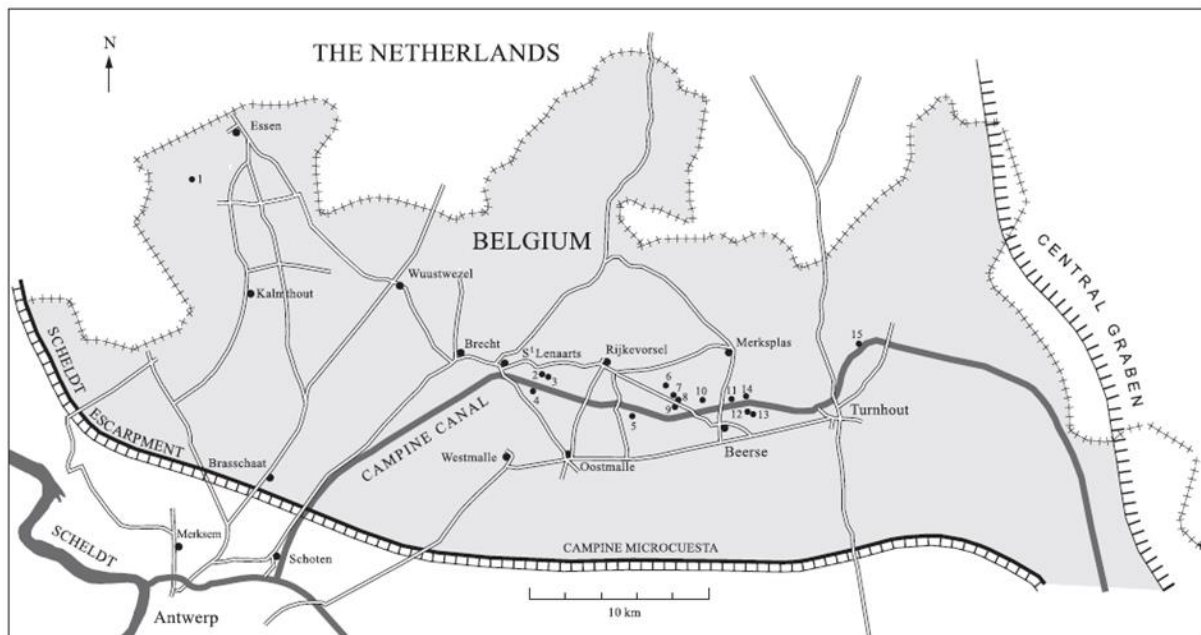 N
THE NETHERLANDS
Essen
1
BELGIUM
CENTRAL GRABEN
Wuustwezel
Kalmthout
SCHELDT
ESCARPMENT
Brecht
St Lenaarts
Rijkevorsel
Merksplas
15
2
3
4
5
6
7
8
9
10
11
14
12
13
CAMPINE CANAL
Turnhout
Beerse
Westmalle
Oostmalle
Brasschaat
SCHELDT
Merksem
Schoten
CAMPINE MICROCUESTA
Antwerp
10 km